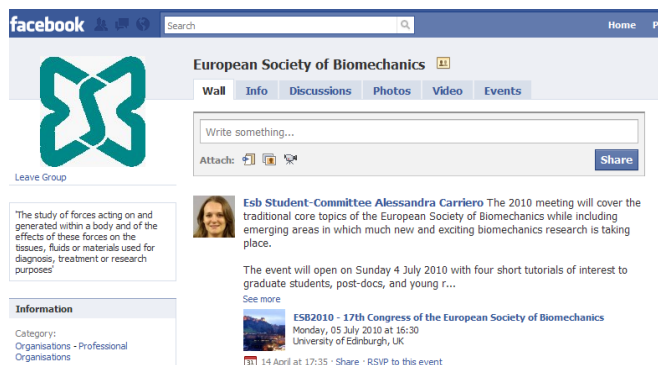 facebook
Search
Home
P
European Society of Biomechanics
Wall Info Discussions Photos Video Events
Write something...
Attach:
Share
Leave Group
'The study of forces acting on and
generated within a body and of the
effects of these forces on the
tissues, fluids or materials used for
diagnosis, treatment or research
purposes'
Information
Category:
Organisations - Professional
Organisations
Esb Student-Committee Alessandra Carriero The 2010 meeting will cover the
traditional core topics of the European Society of Biomechanics while including
emerging areas in which much new and exciting biomechanics research is taking
place.
The event will open on Sunday 4 July 2010 with four short tutorials of interest to
graduate students, post-docs, and young r...
See more
ESB2010 - 17th Congress of the European Society of Biomechanics
Monday, 05 July 2010 at 16:30
University of Edinburgh, UK
31 14 April at 17:35 · Share · RSVP to this event